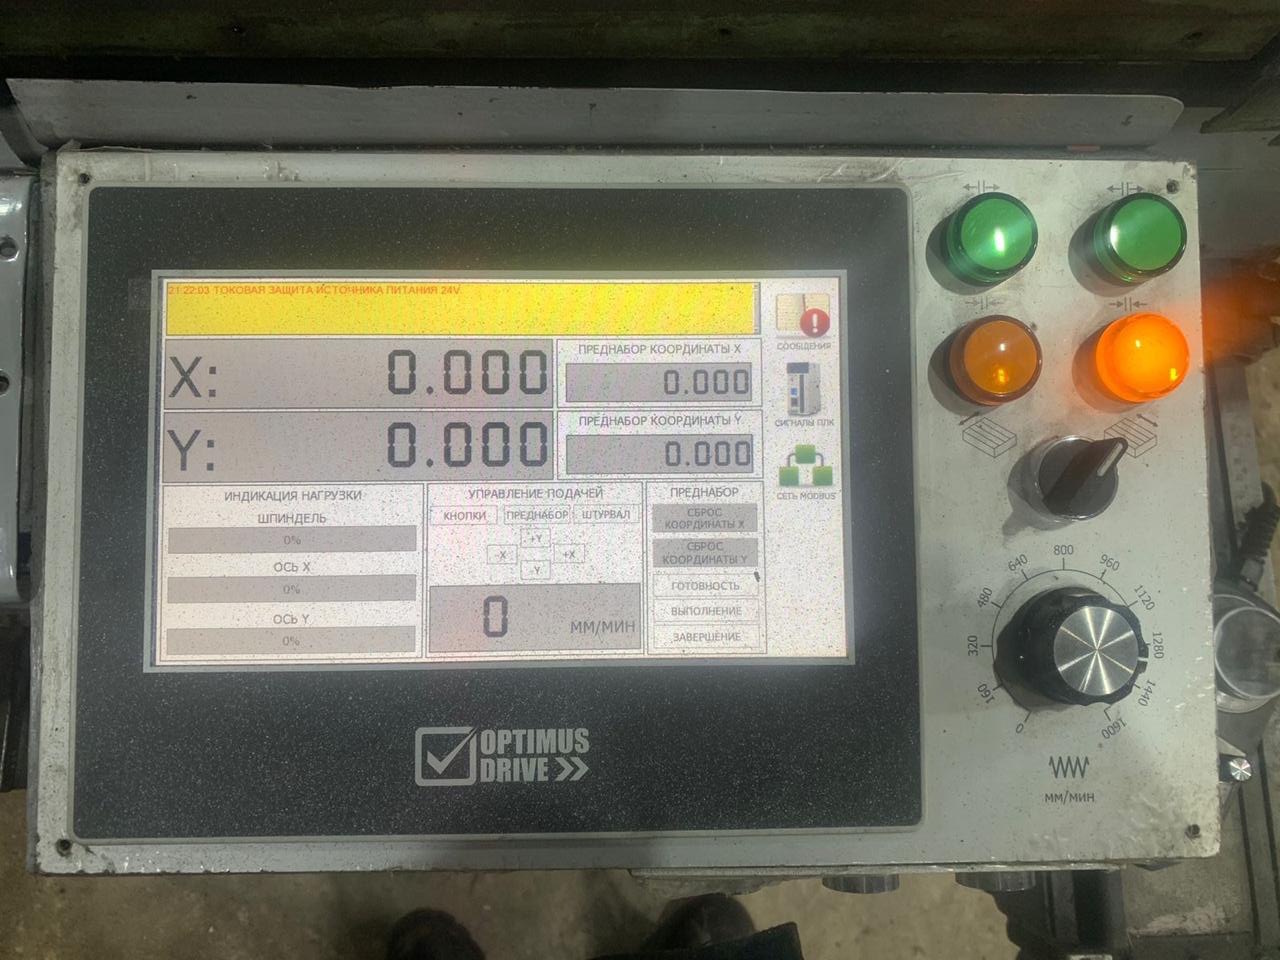 21:22:03 ТОКОВАЯ ЗАЩИТА ИСТОЧНИКА ПИТАНИЯ 24V
СООБЩЕНИЯ
X: 0.000
ПРЕДНАБОР КООРДИНАТЫ X
0.000
СИГНАЛЫ ПЛК
Y: 0.000
ПРЕДНАБОР КООРДИНАТЫ Y
0.000
СЕТЬ MODBUS
ИНДИКАЦИЯ НАГРУЗКИ
ШПИНДЕЛЬ
0%
ОСЬ X
0%
ОСЬ Y
0%
УПРАВЛЕНИЕ ПОДАЧЕЙ
КНОПКИ ПРЕДНАБОР ШТУРВАЛ
+Y
-X +X
-Y
0 ММ/МИН
ПРЕДНАБОР
СБРОС
КООРДИНАТЫ X
СБРОС
КООРДИНАТЫ Y
ГОТОВНОСТЬ
ВЫПОЛНЕНИЕ
ЗАВЕРШЕНИЕ
OPTIMUS
DRIVE
0
160
320
480
640
800
960
1120
1280
1440
1600
мм/мин